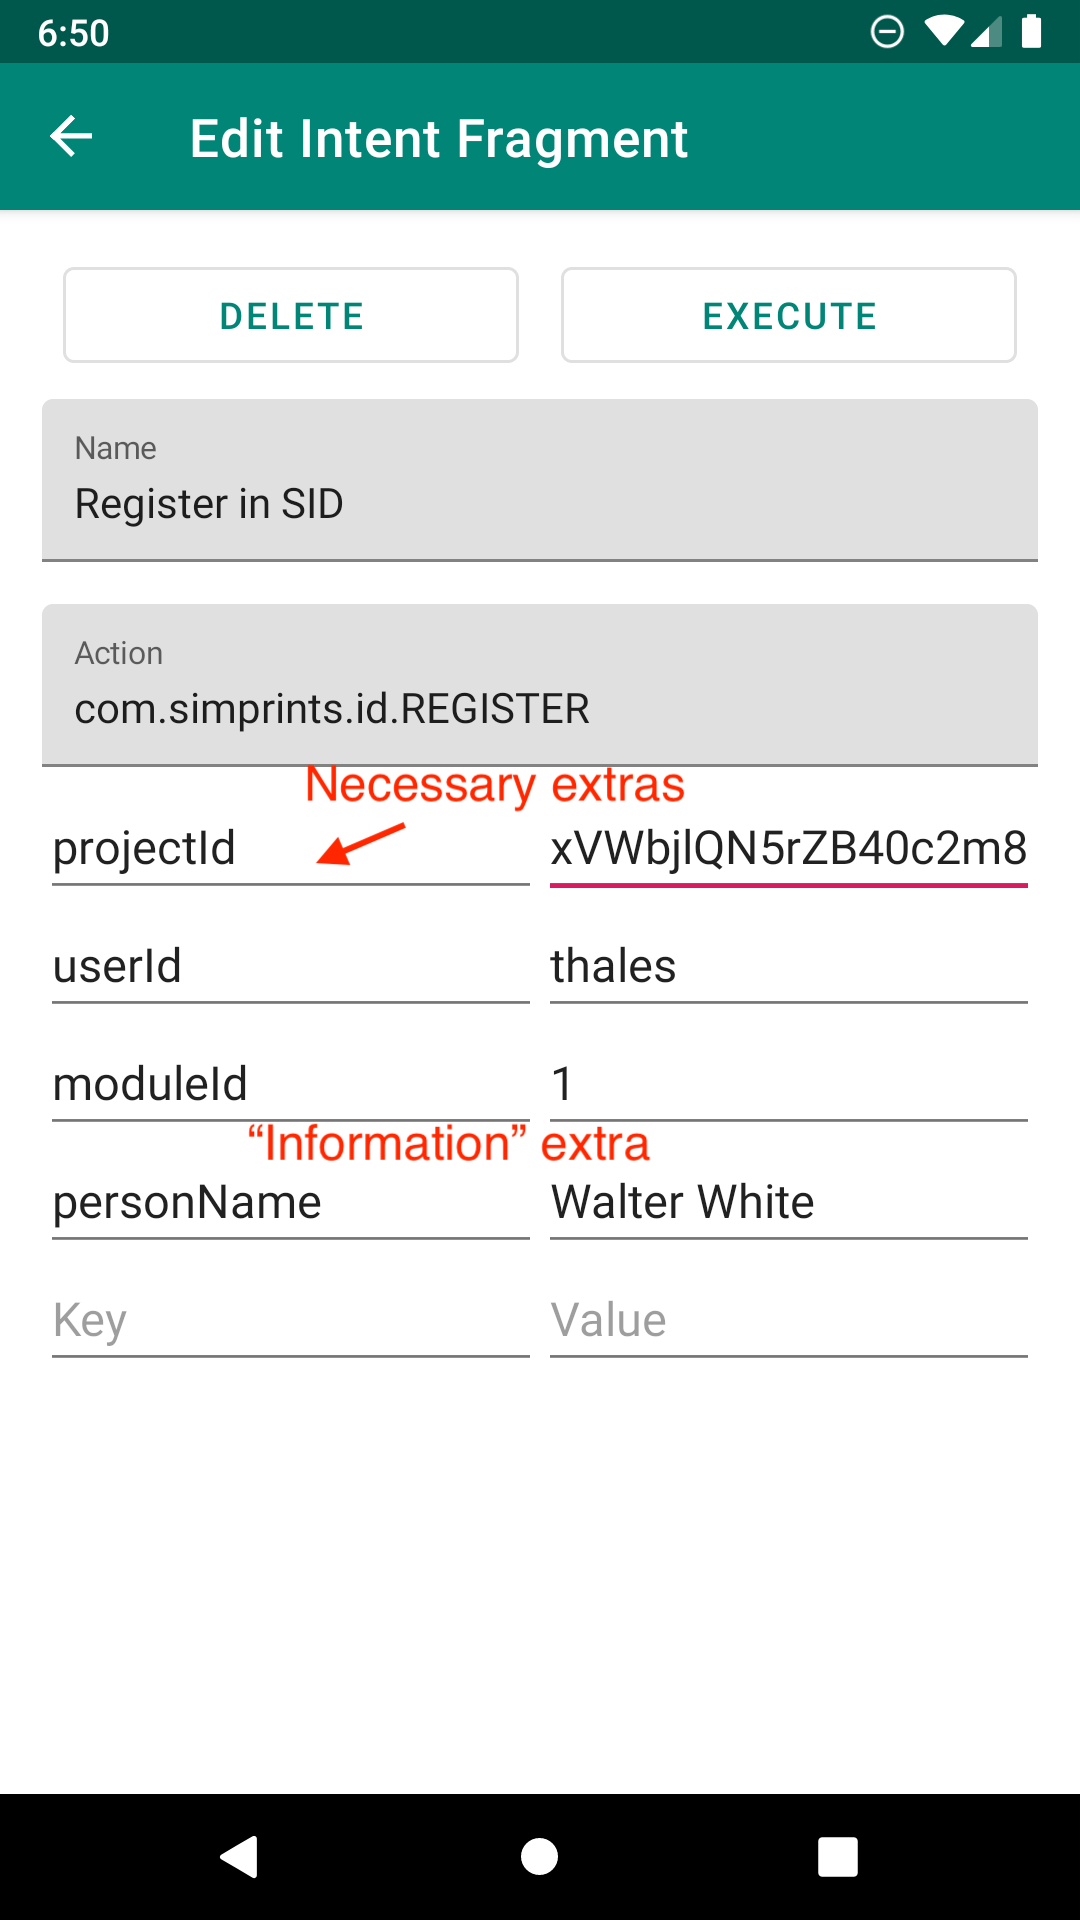 6:50
Edit Intent Fragment
DELETE EXECUTE
Name
Register in SID
Action
com.simprints.id.REGISTER
Necessary extras
projectId xVWbjlQN5rZB40c2m8
userId thales
moduleId 1
“Information” extra
personName Walter White
Key Value